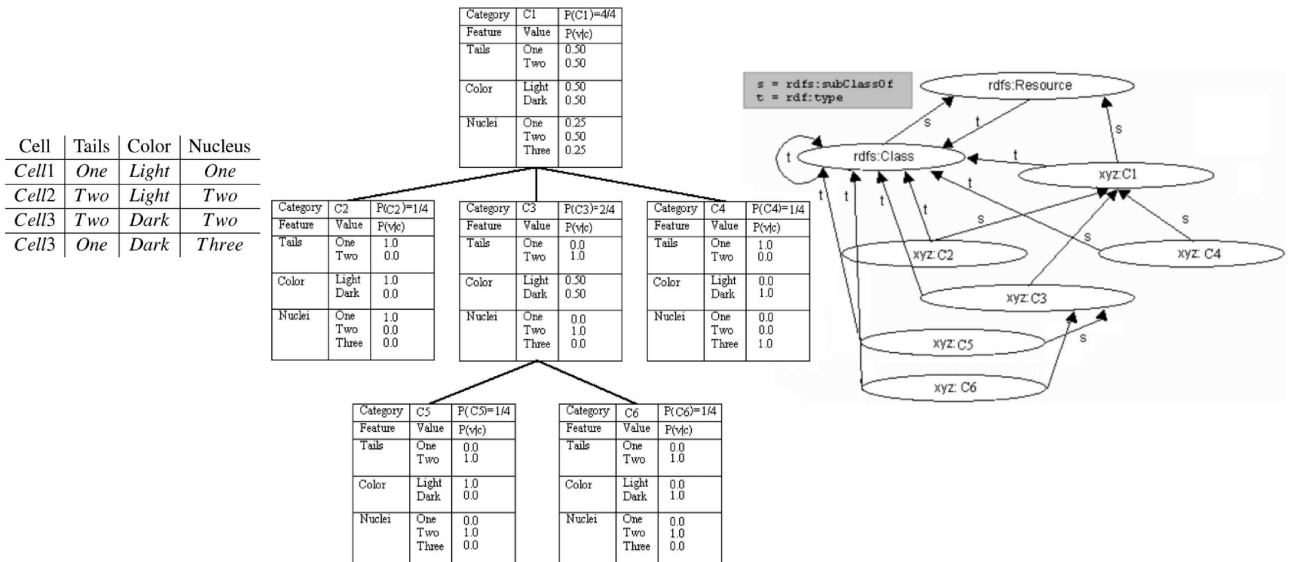 Cell Tails Color Nucleus
Cell1 One Light One
Cell2 Two Light Two
Cell3 Two Dark Two
Cell3 One Dark Three
Category C1 P(C1)=4/4
Feature Value P(v|c)
Tails One 0.50
Two 0.50
Color Light 0.50
Dark 0.50
Nuclei One 0.25
Two 0.50
Three 0.25
Category C2 P(C2)=1/4
Feature Value P(v|c)
Tails One 1.0
Two 0.0
Color Light 1.0
Dark 0.0
Nuclei One 1.0
Two 0.0
Three 0.0
Category C3 P(C3)=2/4
Feature Value P(v|c)
Tails One 0.0
Two 1.0
Color Light 0.50
Dark 0.50
Nuclei One 0.0
Two 1.0
Three 0.0
Category C4 P(C4)=1/4
Feature Value P(v|c)
Tails One 1.0
Two 0.0
Color Light 0.0
Dark 1.0
Nuclei One 0.0
Two 0.0
Three 1.0
Category C5 P(C5)=1/4
Feature Value P(v|c)
Tails One 0.0
Two 1.0
Color Light 1.0
Dark 0.0
Nuclei One 0.0
Two 1.0
Three 0.0
Category C6 P(C6)=1/4
Feature Value P(v|c)
Tails One 0.0
Two 1.0
Color Light 0.0
Dark 1.0
Nuclei One 0.0
Two 1.0
Three 0.0
s = rdfs:subClassOf
t = rdf:type
rdfs:Resource
s
t
s
t
rdfs:Class
t
xyz:C1
t
t
t
t
t
s
s
s
xyz:C2
xyz:C4
xyz:C3
xyz:C5
s
xyz: C6